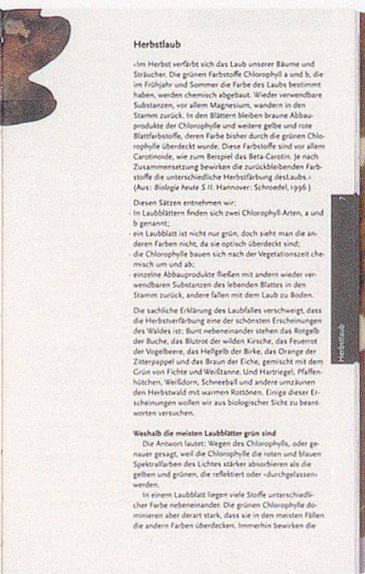 Herbstlaub
‹Im Herbst verfärbt sich das Laub unserer Bäume und
Sträucher. Die grünen Farbstoffe Chlorophyll a und b, die
im Frühjahr und Sommer die Farbe des Laubs bestimmt
haben, werden chemisch abgebaut. Wieder verwendbare
Substanzen, vor allem Magnesium, wandern in den
Stamm zurück. In den Blättern bleiben braune Abbau-
produkte der Chlorophylle und weitere gelbe und rote
Blattfarbstoffe, deren Farbe bisher durch die grünen Chlo-
rophylle überdeckt wurde. Diese Farbstoffe sind vor allem
Carotinoide, wie zum Beispiel das Beta-Carotin. Je nach
Zusammensetzung bewirken die zurückbleibenden Farb-
stoffe die unterschiedliche Herbstfärbung desLaubs.›
(Aus: Biologie heute S II. Hannover: Schroedel, 1996.)
Diesen Sätzen entnehmen wir:
- In Laubblättern finden sich zwei Chlorophyll-Arten, a und
b genannt;
- ein Laubblatt ist nicht nur grün, doch sieht man die an-
deren Farben nicht, da sie optisch überdeckt sind;
- die Chlorophylle bauen sich nach der Vegetationszeit che-
misch um und ab;
- einzelne Abbauprodukte fließen mit andern wieder ver-
wendbaren Substanzen des lebenden Blattes in den
Stamm zurück, andere fallen mit dem Laub zu Boden.
Die sachliche Erklärung des Laubfalles verschweigt, dass
die Herbstverfärbung eine der schönsten Erscheinungen
des Waldes ist: Bunt nebeneinander stehen das Rotgelb
der Buche, das Blutrot der wilden Kirsche, das Feuerrot
der Vogelbeere, das Hellgelb der Birke, das Orange der
Zitterpappel und das Braun der Eiche, gemischt mit dem
Grün von Fichte und Weißtanne. Und Hartriegel, Pfaffen-
hütchen, Weißdorn, Schneeball und andere umzäunen
den Herbstwald mit warmen Rottönen. Einige dieser Er-
scheinungen wollen wir aus biologischer Sicht zu beant-
worten versuchen.
Weshalb die meisten Laubblätter grün sind
Die Antwort lautet: Wegen des Chlorophylls, oder ge-
nauer gesagt, weil die Chlorophylle die roten und blauen
Spektralfarben des Lichtes stärker absorbieren als die
gelben und grünen, die reflektiert oder ‹durchgelassen›
werden.
In einem Laubblatt liegen viele Stoffe unterschiedli-
cher Farbe nebeneinander. Die grünen Chlorophylle do-
minieren aber derart stark, dass sie in den meisten Fällen
die andern Farben überdecken. Immerhin bewirken die
7
Herbstlaub